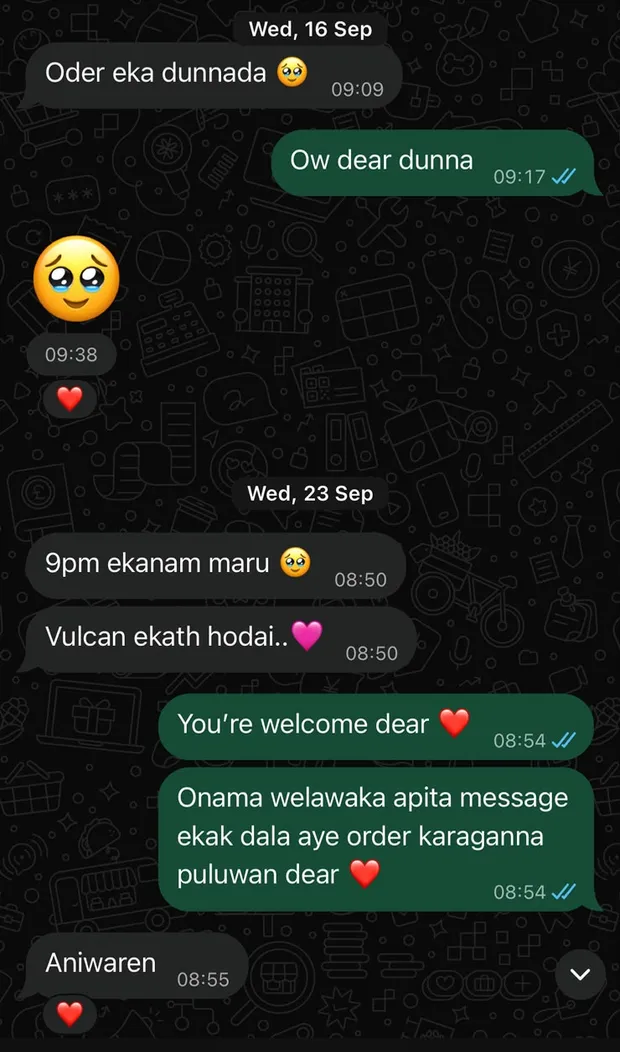 Wed, 16 Sep
Oder eka dunnada 🥹
09:09
Ow dear dunna
09:17
🥹
09:38
❤️
Wed, 23 Sep
9pm ekanam maru 🥹
08:50
Vulcan ekath hodai..💗
08:50
You’re welcome dear ❤️
08:54
Onama welawaka apita message
ekak dala aye order karaganna
puluwan dear ❤️
08:54
Aniwaren
08:55
❤️